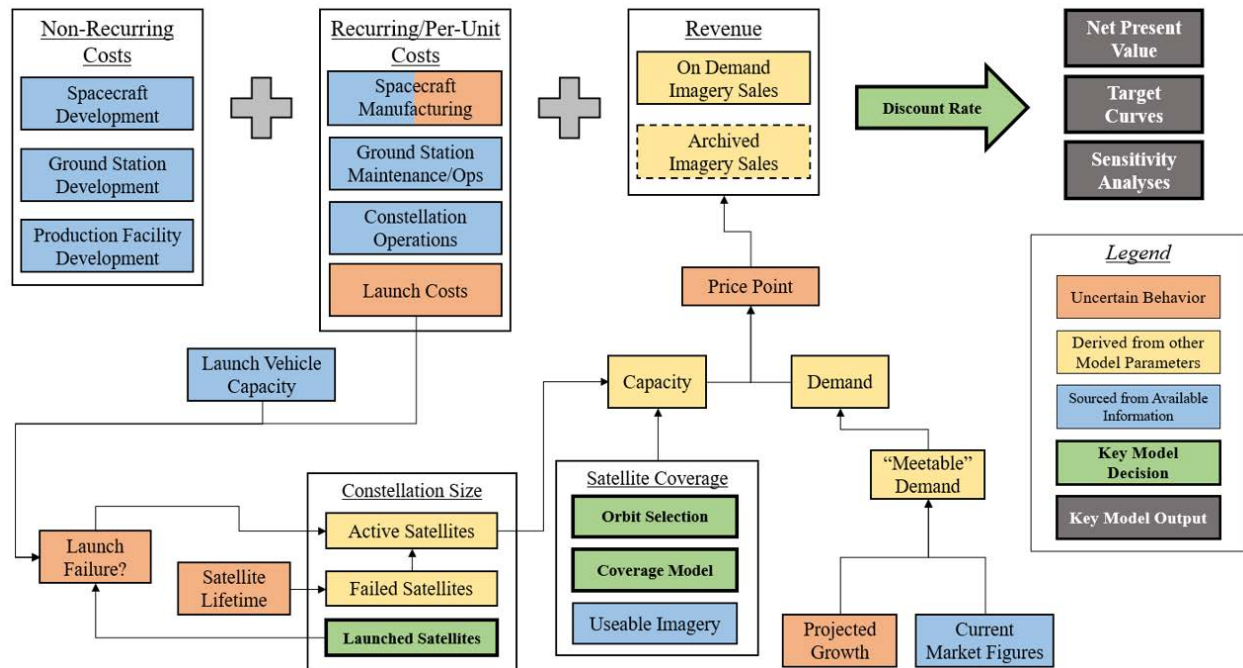 Non-Recurring
Costs
Spacecraft
Development
Ground Station
Development
Production Facility
Development
Recurring/Per-Unit
Costs
Spacecraft
Manufacturing
Ground Station
Maintenance/Ops
Constellation
Operations
Launch Costs
Revenue
On Demand
Imagery Sales
Archived
Imagery Sales
Discount Rate
Net Present
Value
Target
Curves
Sensitivity
Analyses
Price Point
Launch Vehicle
Capacity
Capacity
Demand
“Meetable”
Demand
Projected
Growth
Current
Market Figures
Launch
Failure?
Satellite
Lifetime
Constellation Size
Active Satellites
Failed Satellites
Launched Satellites
Satellite Coverage
Orbit Selection
Coverage Model
Useable Imagery
Legend
Uncertain Behavior
Derived from other
Model Parameters
Sourced from Available
Information
Key Model
Decision
Key Model Output